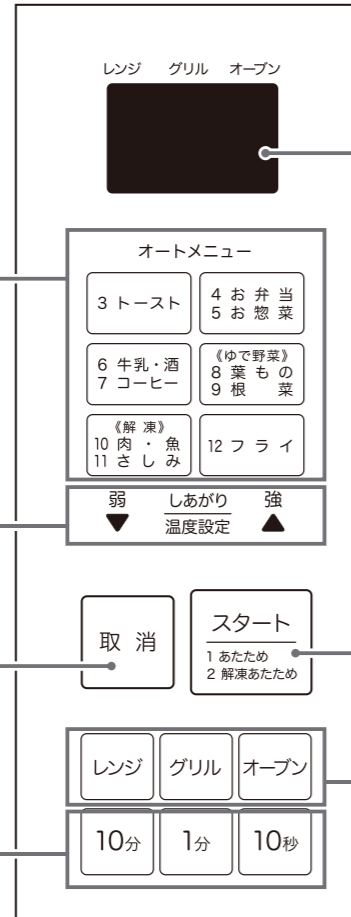 レンジ グリル オーブン
オートメニュー
3 トースト
4 お弁当
5 お惣菜
6 牛乳・酒
7 コーヒー
《ゆで野菜》
8 葉もの
9 根菜
《解凍》
10 肉・魚
11 さしみ
12 フライ
弱 しあがり 強
▼ 温度設定 ▲
取消
スタート
1 あたため
2 解凍あたため
レンジ グリル オーブン
10分 1分 10秒